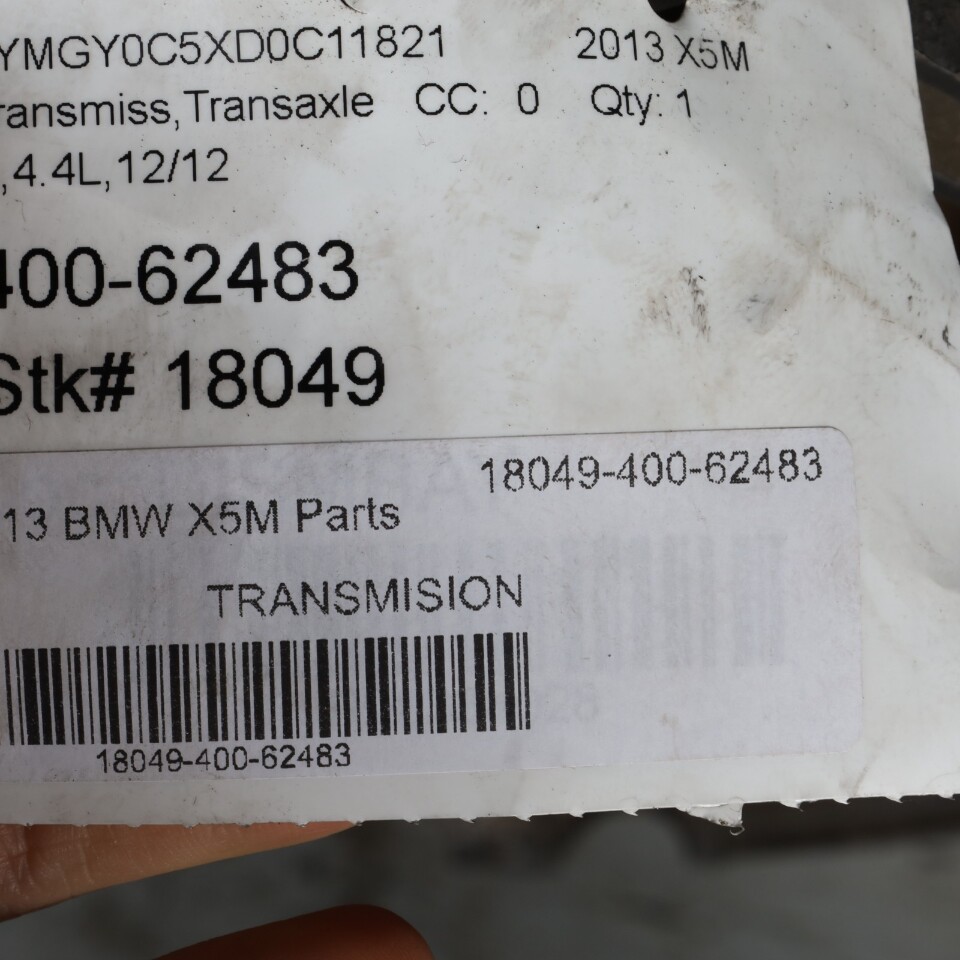 YMGY0C5XD0C11821 2013 X5M
ransmiss,Transaxle CC: 0 Qty: 1
,4.4L,12/12
400-62483
Stk# 18049
18049-400-62483
13 BMW X5M Parts
TRANSMISION
18049-400-62483